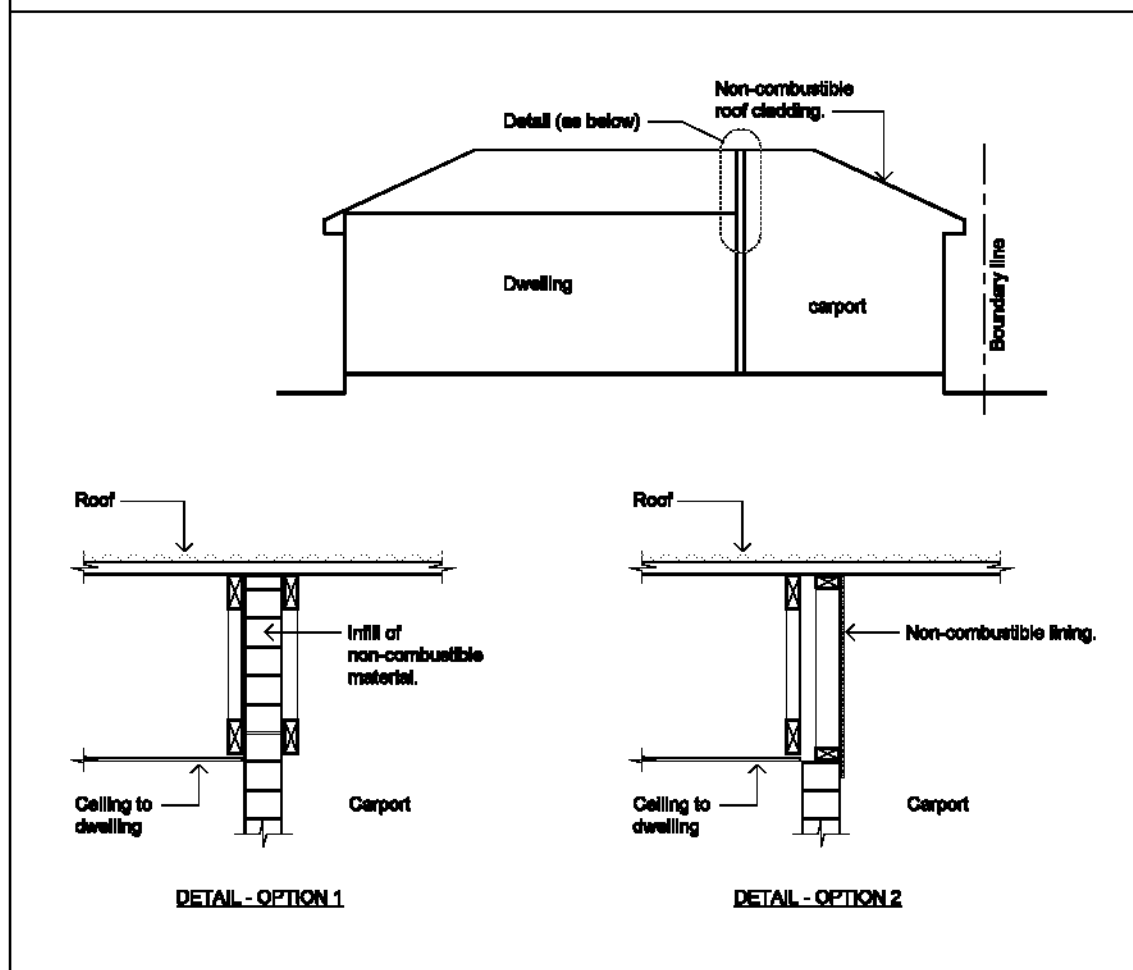 Non-combustible
roof cladding.
Detail (as below)
Dwelling
carport
Boundary line
Roof
Infill of
non-combustible
material.
Ceiling to
dwelling
Carport
DETAIL - OPTION 1
Roof
Non-combustible lining.
Ceiling to
dwelling
Carport
DETAIL - OPTION 2